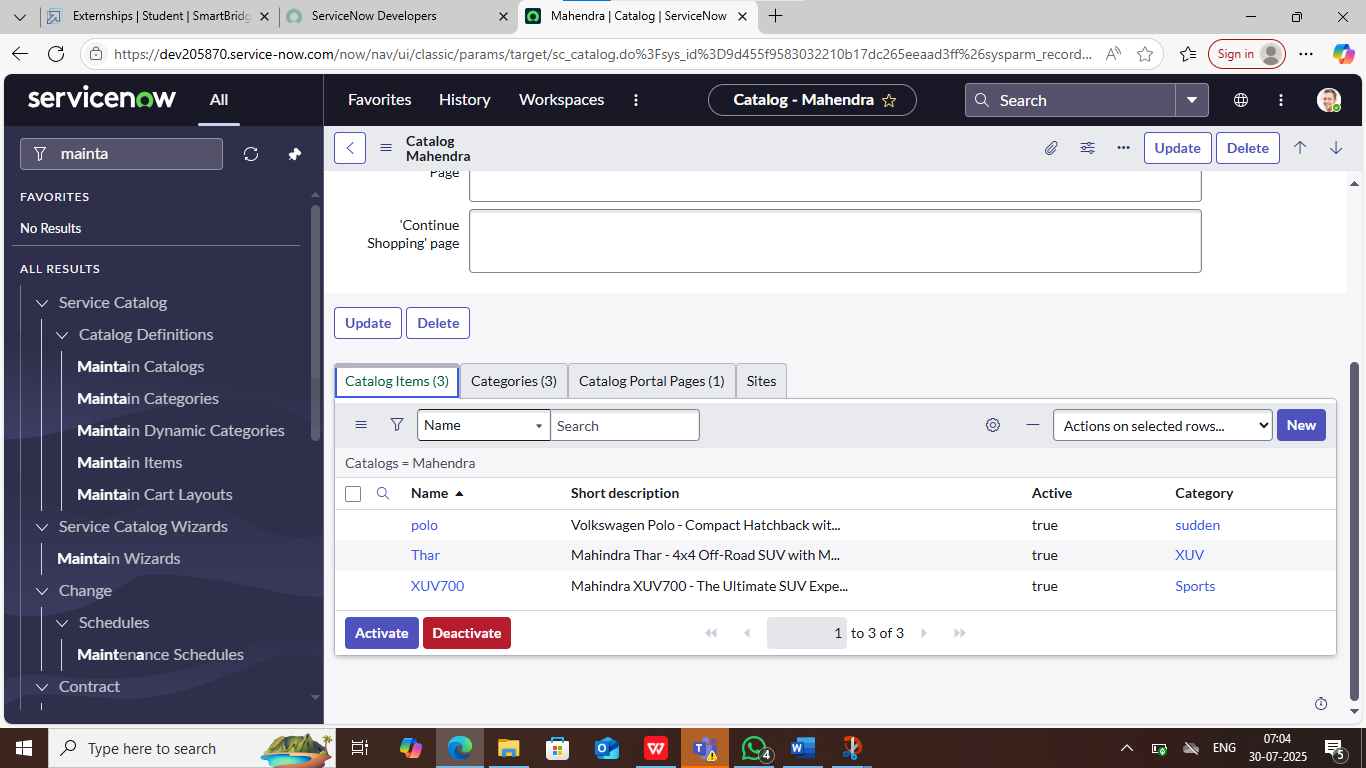 Externships | Student | SmartBridg
ServiceNow Developers
Mahendra | Catalog | ServiceNow
https://dev205870.service-now.com/now/nav/ui/classic/params/target/sc_catalog.do%3Fsys_id%3D9d455f9583032210b17dc265eeaad3ff%26sysparm_record...
Sign in
servicenow
All
Favorites
History
Workspaces
Catalog - Mahendra
Search
mainta
FAVORITES
No Results
ALL RESULTS
Service Catalog
Catalog Definitions
Maintain Catalogs
Maintain Categories
Maintain Dynamic Categories
Maintain Items
Maintain Cart Layouts
Service Catalog Wizards
Maintain Wizards
Change
Schedules
Maintenance Schedules
Contract
Catalog
Mahendra
Update
Delete
Page
'Continue
Shopping' page
Update
Delete
Catalog Items (3)
Categories (3)
Catalog Portal Pages (1)
Sites
Name
Search
Actions on selected rows...
New
Catalogs = Mahendra
Name Short description Active Category
polo Volkswagen Polo - Compact Hatchback wit... true sudden
Thar Mahindra Thar - 4x4 Off-Road SUV with M... true XUV
XUV700 Mahindra XUV700 - The Ultimate SUV Expe... true Sports
Activate
Deactivate
1 to 3 of 3
Type here to search
4
ENG
07:04
30-07-2025
5